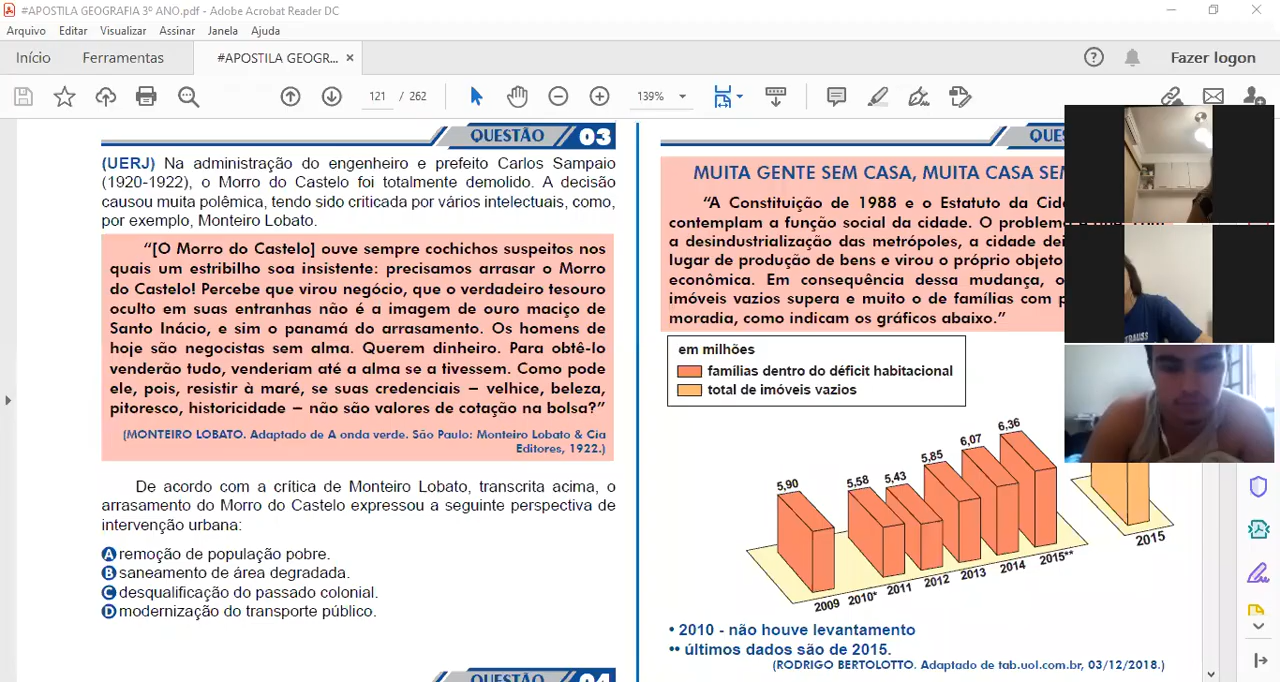 #APOSTILA GEOGRAFIA 3º ANO.pdf - Adobe Acrobat Reader DC
Arquivo Editar Visualizar Assinar Janela Ajuda
Início Ferramentas #APOSTILA GEOGR... × Fazer logon
121 / 262 139%
QUESTÃO 03
(UERJ) Na administração do engenheiro e prefeito Carlos Sampaio
(1920-1922), o Morro do Castelo foi totalmente demolido. A decisão
causou muita polêmica, tendo sido criticada por vários intelectuais, como,
por exemplo, Monteiro Lobato.
“[O Morro do Castelo] ouve sempre cochichos suspeitos nos
quais um estribilho soa insistente: precisamos arrasar o Morro
do Castelo! Percebe que virou negócio, que o verdadeiro tesouro
oculto em suas entranhas não é a imagem de ouro maciço de
Santo Inácio, e sim o panamá do arrasamento. Os homens de
hoje são negocistas sem alma. Querem dinheiro. Para obtê-lo
venderão tudo, venderiam até a alma se a tivessem. Como pode
ele, pois, resistir à maré, se suas credenciais – velhice, beleza,
pitoresco, historicidade – não são valores de cotação na bolsa?”
(MONTEIRO LOBATO. Adaptado de A onda verde. São Paulo: Monteiro Lobato & Cia
Editores, 1922.)
De acordo com a crítica de Monteiro Lobato, transcrita acima, o
arrasamento do Morro do Castelo expressou a seguinte perspectiva de
intervenção urbana:
A remoção de população pobre.
B saneamento de área degradada.
C desqualificação do passado colonial.
D modernização do transporte público.
QUESTÃO 04
QUES
MUITA GENTE SEM CASA, MUITA CASA SEM
“A Constituição de 1988 e o Estatuto da Cida
contemplam a função social da cidade. O problema
a desindustrialização das metrópoles, a cidade dei
lugar de produção de bens e virou o próprio objeto
econômica. Em consequência dessa mudança, o
imóveis vazios supera e muito o de famílias com p
moradia, como indicam os gráficos abaixo.”
em milhões
famílias dentro do déficit habitacional
total de imóveis vazios
5,90 5,58 5,43 5,85 6,07 6,36
2009 2010* 2011 2012 2013 2014 2015** 2015
• 2010 - não houve levantamento
•• últimos dados são de 2015.
(RODRIGO BERTOLOTTO. Adaptado de tab.uol.com.br, 03/12/2018.)